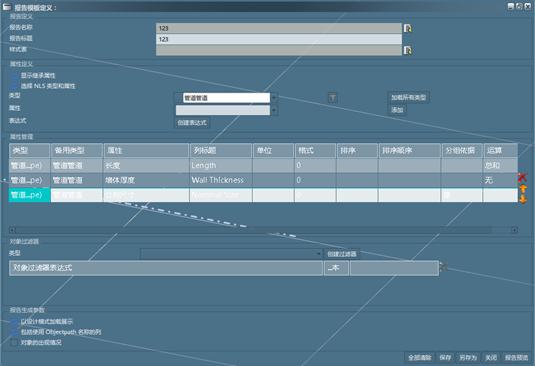 报告模板定义：
报告定义
报告名称 123
报告标题 123
样式表
属性定义
显示继承属性
选择 NLS 类型和属性
类型 管道管道 加载所有类型
属性 添加
表达式 创建表达式
属性管理
类型 备用类型 属性 列标题 单位 格式 排序 排序顺序 分组依据 运算
管道...pe) 管道管道 长度 Length 0 总和
管道...pe) 管道管道 墙体厚度 Wall Thickness 0 无
管道...pe) 管道管道 Nominal Size 0
对象过滤器
类型 创建过滤器
对象过滤器表达式 ...本
报告生成参数
以设计模式加载展示
包括使用 Objectpath 名称的列
对象的出现情况
全部清除 保存 另存为 关闭 报告预览